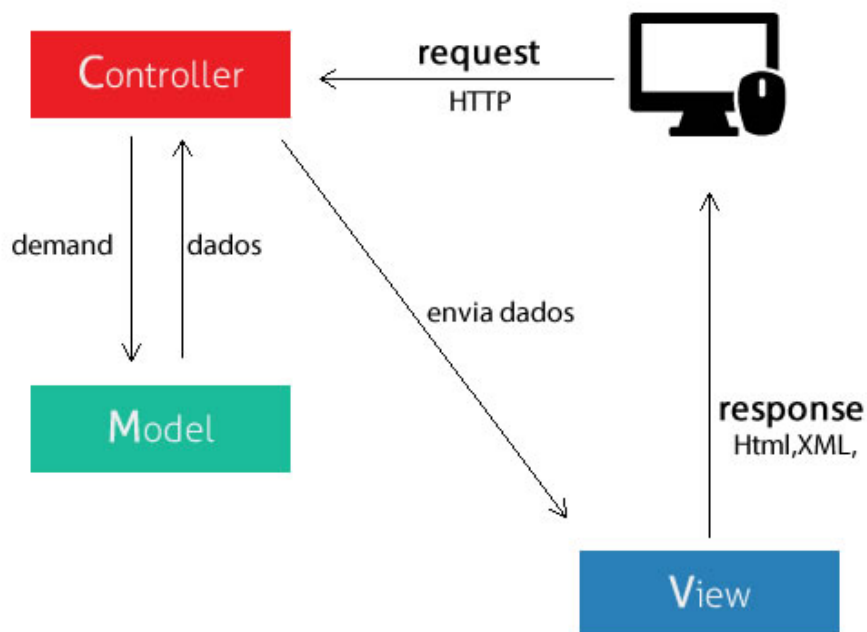 Controller
request
HTTP
demand
dados
envia dados
Model
response
Html,XML,
View